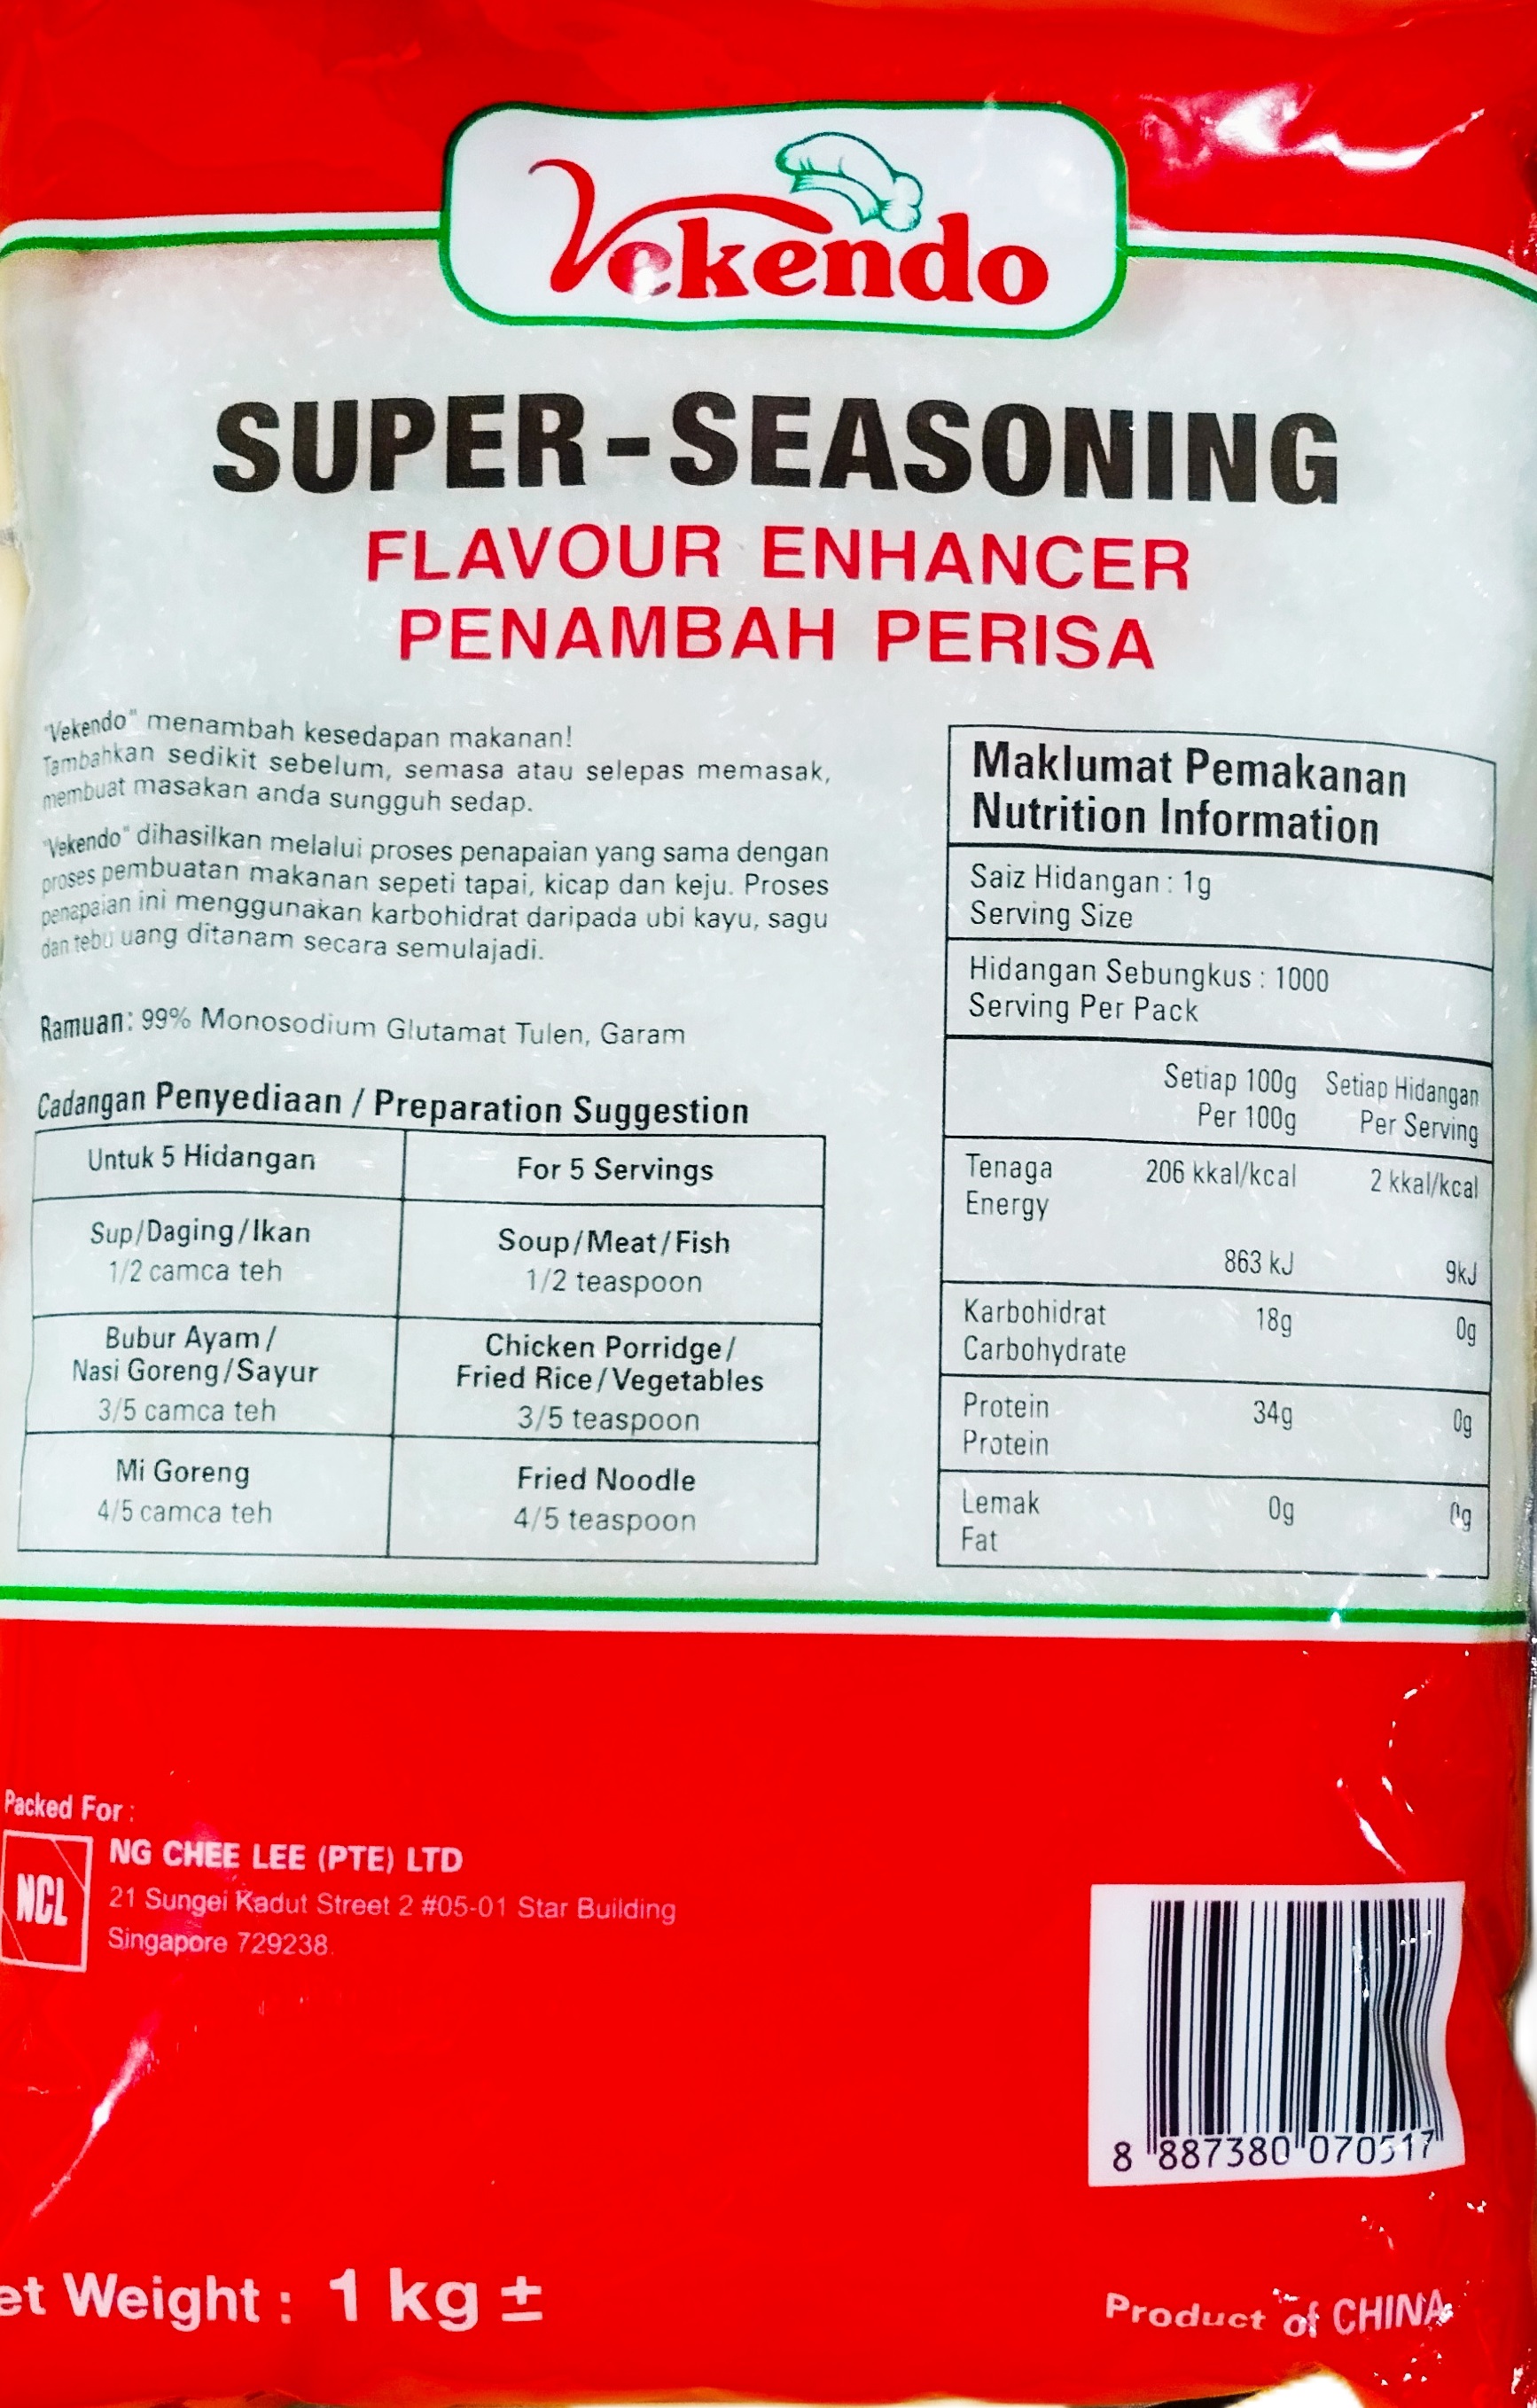 Vekendo
SUPER-SEASONING
FLAVOUR ENHANCER
PENAMBAH PERISA
"Vekendo" menambah kesedapan makanan!
Tambahkan sedikit sebelum, semasa atau selepas memasak,
membuat masakan anda sungguh sedap.
"Vekendo" dihasilkan melalui proses penapaian yang sama dengan
proses pembuatan makanan sepeti tapai, kicap dan keju. Proses
penapaian ini menggunakan karbohidrat daripada ubi kayu, sagu
dan tebu uang ditanam secara semulajadi.
Ramuan: 99% Monosodium Glutamat Tulen, Garam
Cadangan Penyediaan / Preparation Suggestion
Untuk 5 Hidangan For 5 Servings
Sup/Daging/Ikan Soup/Meat/Fish
1/2 camca teh 1/2 teaspoon
Bubur Ayam/ Chicken Porridge/
Nasi Goreng/Sayur Fried Rice/Vegetables
3/5 camca teh 3/5 teaspoon
Mi Goreng Fried Noodle
4/5 camca teh 4/5 teaspoon
Maklumat Pemakanan
Nutrition Information
Saiz Hidangan : 1g
Serving Size
Hidangan Sebungkus : 1000
Serving Per Pack
Setiap 100g Setiap Hidangan
Per 100g Per Serving
Tenaga 206 kkal/kcal 2 kkal/kcal
Energy
863 kJ 9kJ
Karbohidrat 18g 0g
Carbohydrate
Protein 34g 0g
Protein
Lemak 0g 0g
Fat
Packed For :
NCL
NG CHEE LEE (PTE) LTD
21 Sungei Kadut Street 2 #05-01 Star Building
Singapore 729238.
8 887380 070517
et Weight : 1 kg ±
Product of CHINA